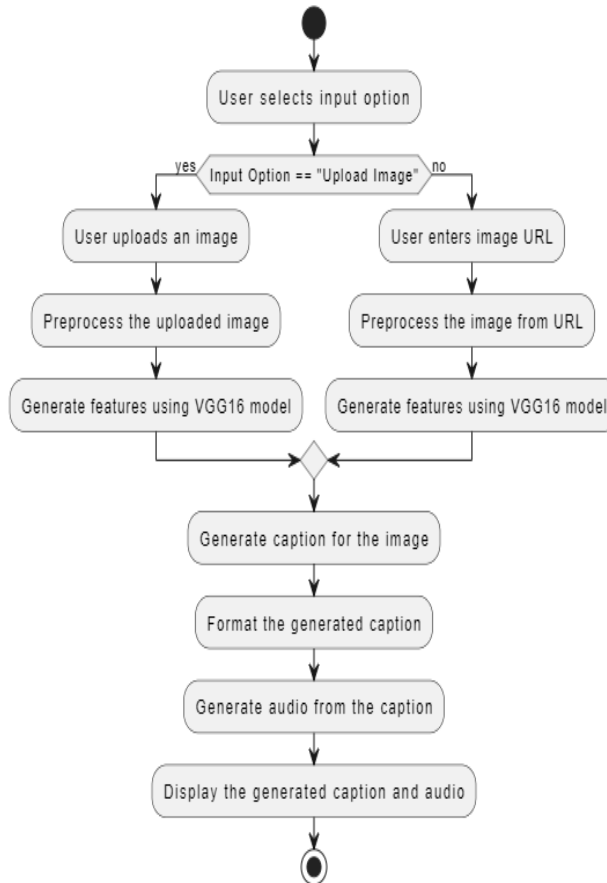 User selects input option
yes
Input Option == "Upload Image"
no
User uploads an image
User enters image URL
Preprocess the uploaded image
Preprocess the image from URL
Generate features using VGG16 model
Generate features using VGG16 model
Generate caption for the image
Format the generated caption
Generate audio from the caption
Display the generated caption and audio